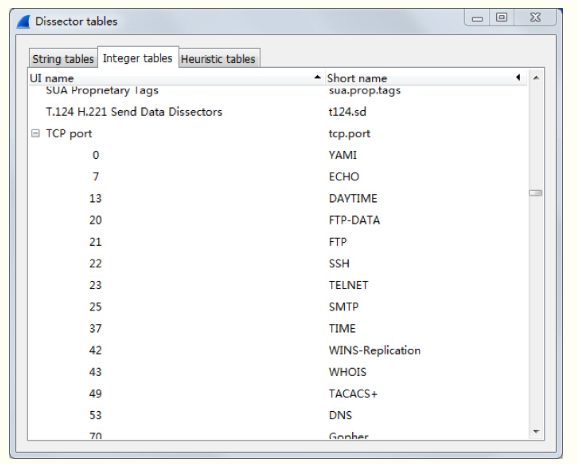 Dissector tables
String tables Integer tables Heuristic tables
UI name Short name
SUA Proprietary Tags sua.prop.tags
T.124 H.221 Send Data Dissectors t124.sd
TCP port tcp.port
0 YAMI
7 ECHO
13 DAYTIME
20 FTP-DATA
21 FTP
22 SSH
23 TELNET
25 SMTP
37 TIME
42 WINS-Replication
43 WHOIS
49 TACACS+
53 DNS
70 Gopher